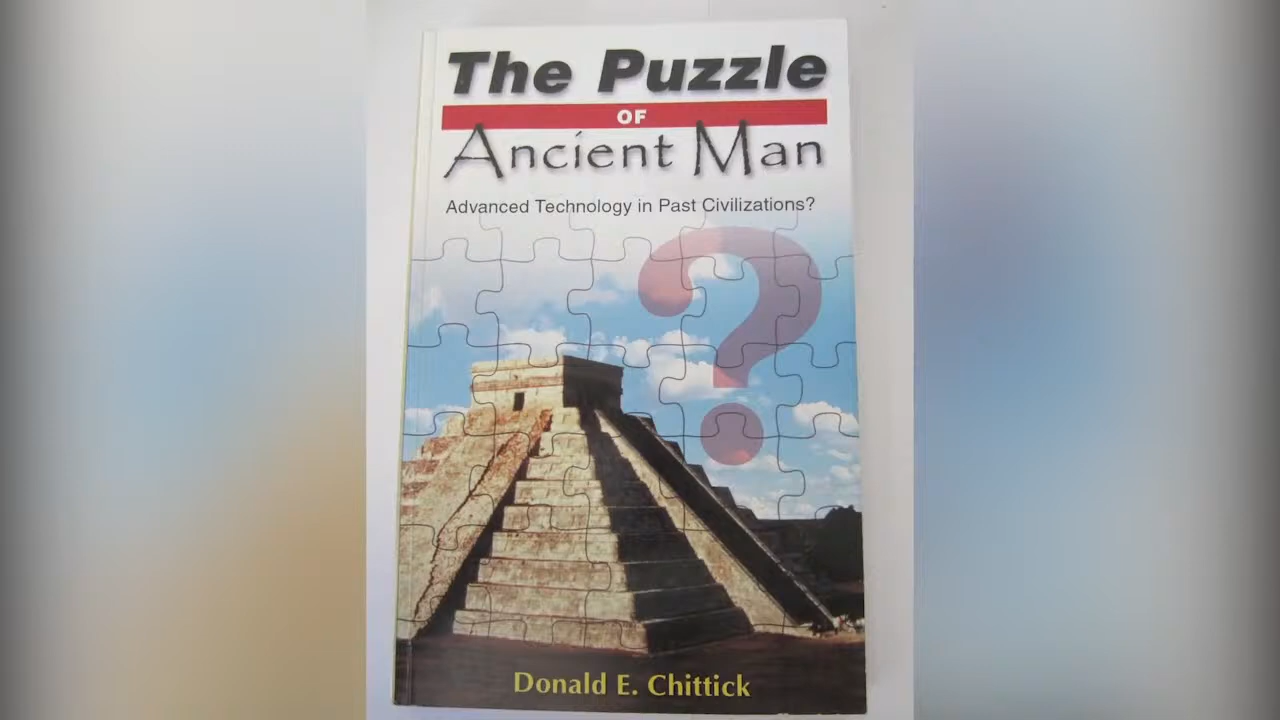 The Puzzle
OF
Ancient Man
Advanced Technology in Past Civilizations?
?
Donald E. Chittick